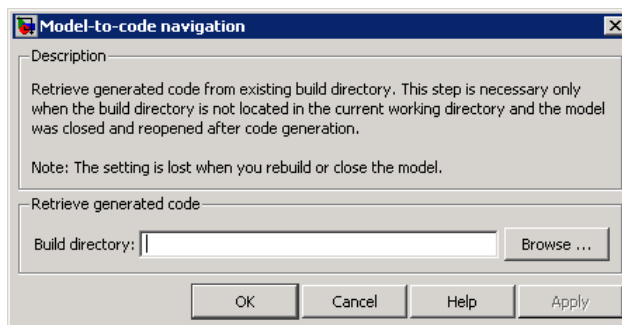 Model-to-code navigation
Description
Retrieve generated code from existing build directory. This step is necessary only
when the build directory is not located in the current working directory and the model
was closed and reopened after code generation.
Note: The setting is lost when you rebuild or close the model.
Retrieve generated code
Build directory:
Browse ...
OK
Cancel
Help
Apply